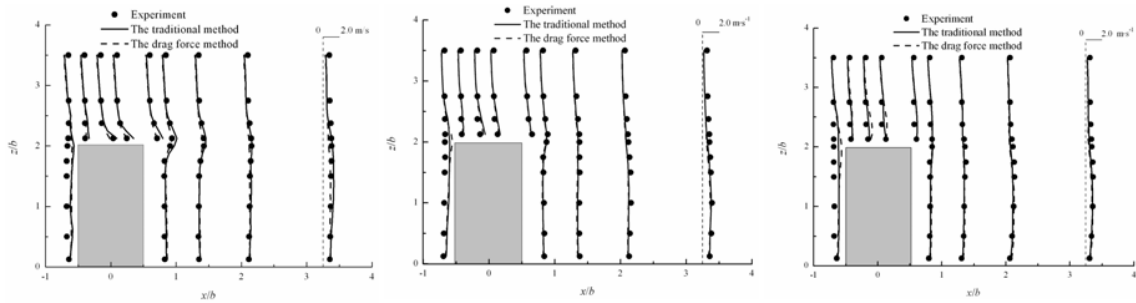 Experiment
The traditional method
The drag force method
0 2.0 m/s
4
3
2
1
0
z/b
-1 0 1 2 3 4
x/b
Experiment
The traditional method
The drag force method
0 2.0 m·s⁻¹
4
3
2
1
0
z/b
-1 0 1 2 3 4
x/b
Experiment
The traditional method
The drag force method
0 2.0 m·s⁻¹
4
3
2
1
0
z/b
-1 0 1 2 3 4
x/b